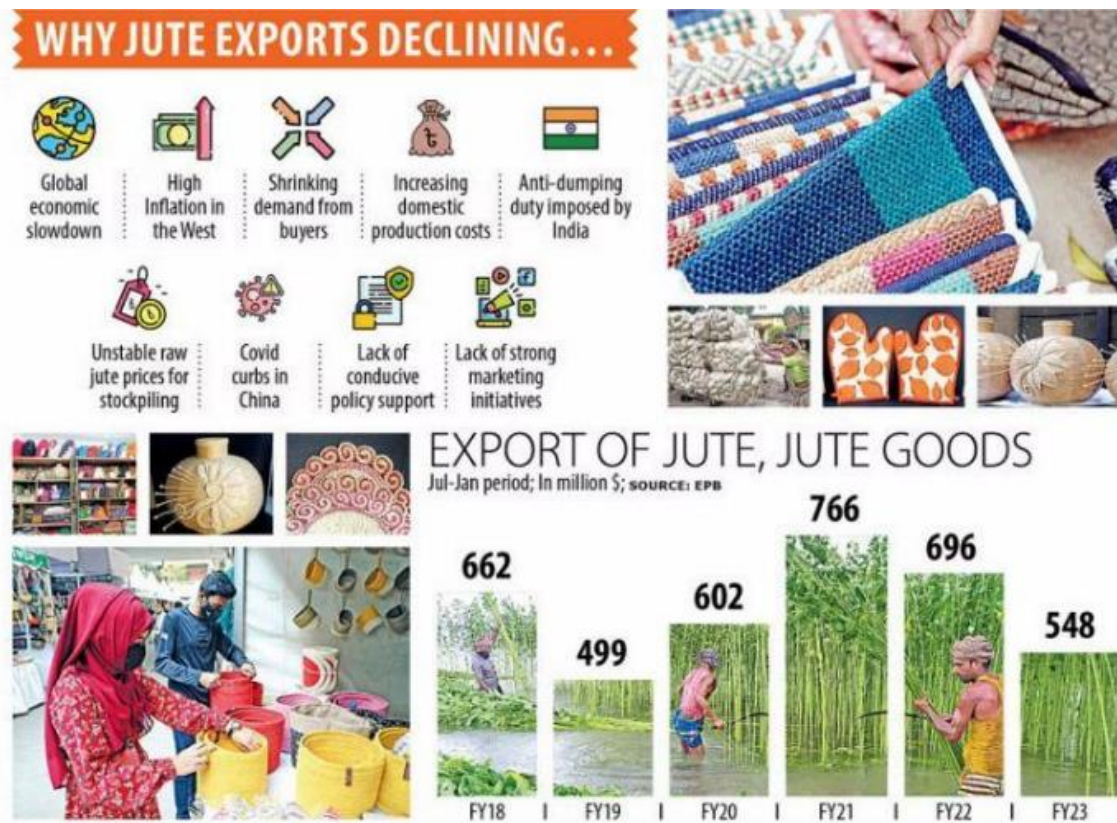 WHY JUTE EXPORTS DECLINING...
Global
economic
slowdown
High
Inflation in
the West
Shrinking
demand from
buyers
Increasing
domestic
production costs
Anti-dumping
duty imposed by
India
Unstable raw
jute prices for
stockpiling
Covid
curbs in
China
Lack of
conducive
policy support
Lack of strong
marketing
initiatives
EXPORT OF JUTE, JUTE GOODS
Jul-Jan period; In million $; SOURCE: EPB
662
499
602
766
696
548
FY18 | FY19 | FY20 | FY21 | FY22 | FY23